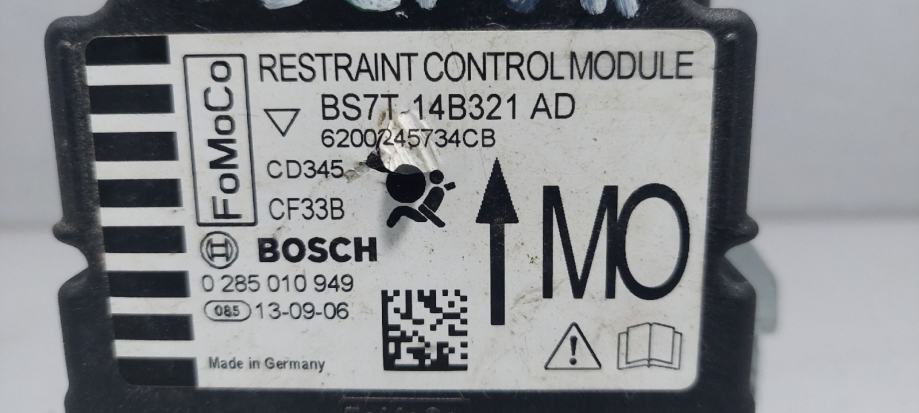 FoMoCo
RESTRAINT CONTROL MODULE
BS7T-14B321 AD
6200245734CB
CD345
CF33B
MO
BOSCH
0 285 010 949
085 13-09-06
Made in Germany